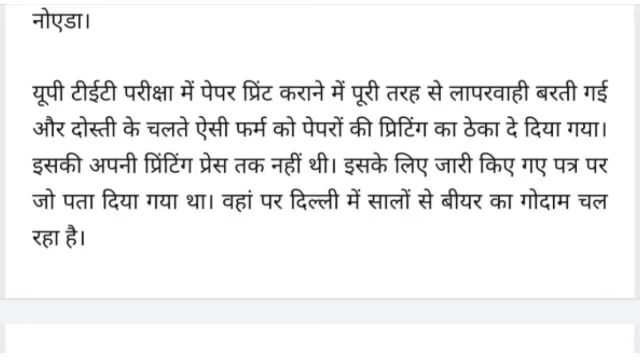 नोएडा।
यूपी टीईटी परीक्षा में पेपर प्रिंट कराने में पूरी तरह से लापरवाही बरती गई
और दोस्ती के चलते ऐसी फर्म को पेपरों की प्रिटिंग का ठेका दे दिया गया।
इसकी अपनी प्रिंटिंग प्रेस तक नहीं थी। इसके लिए जारी किए गए पत्र पर
जो पता दिया गया था। वहां पर दिल्ली में सालों से बीयर का गोदाम चल
रहा है।